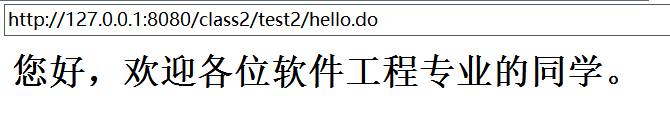 http://127.0.0.1:8080/class2/test2/hello.do
您好，欢迎各位软件工程专业的同学。